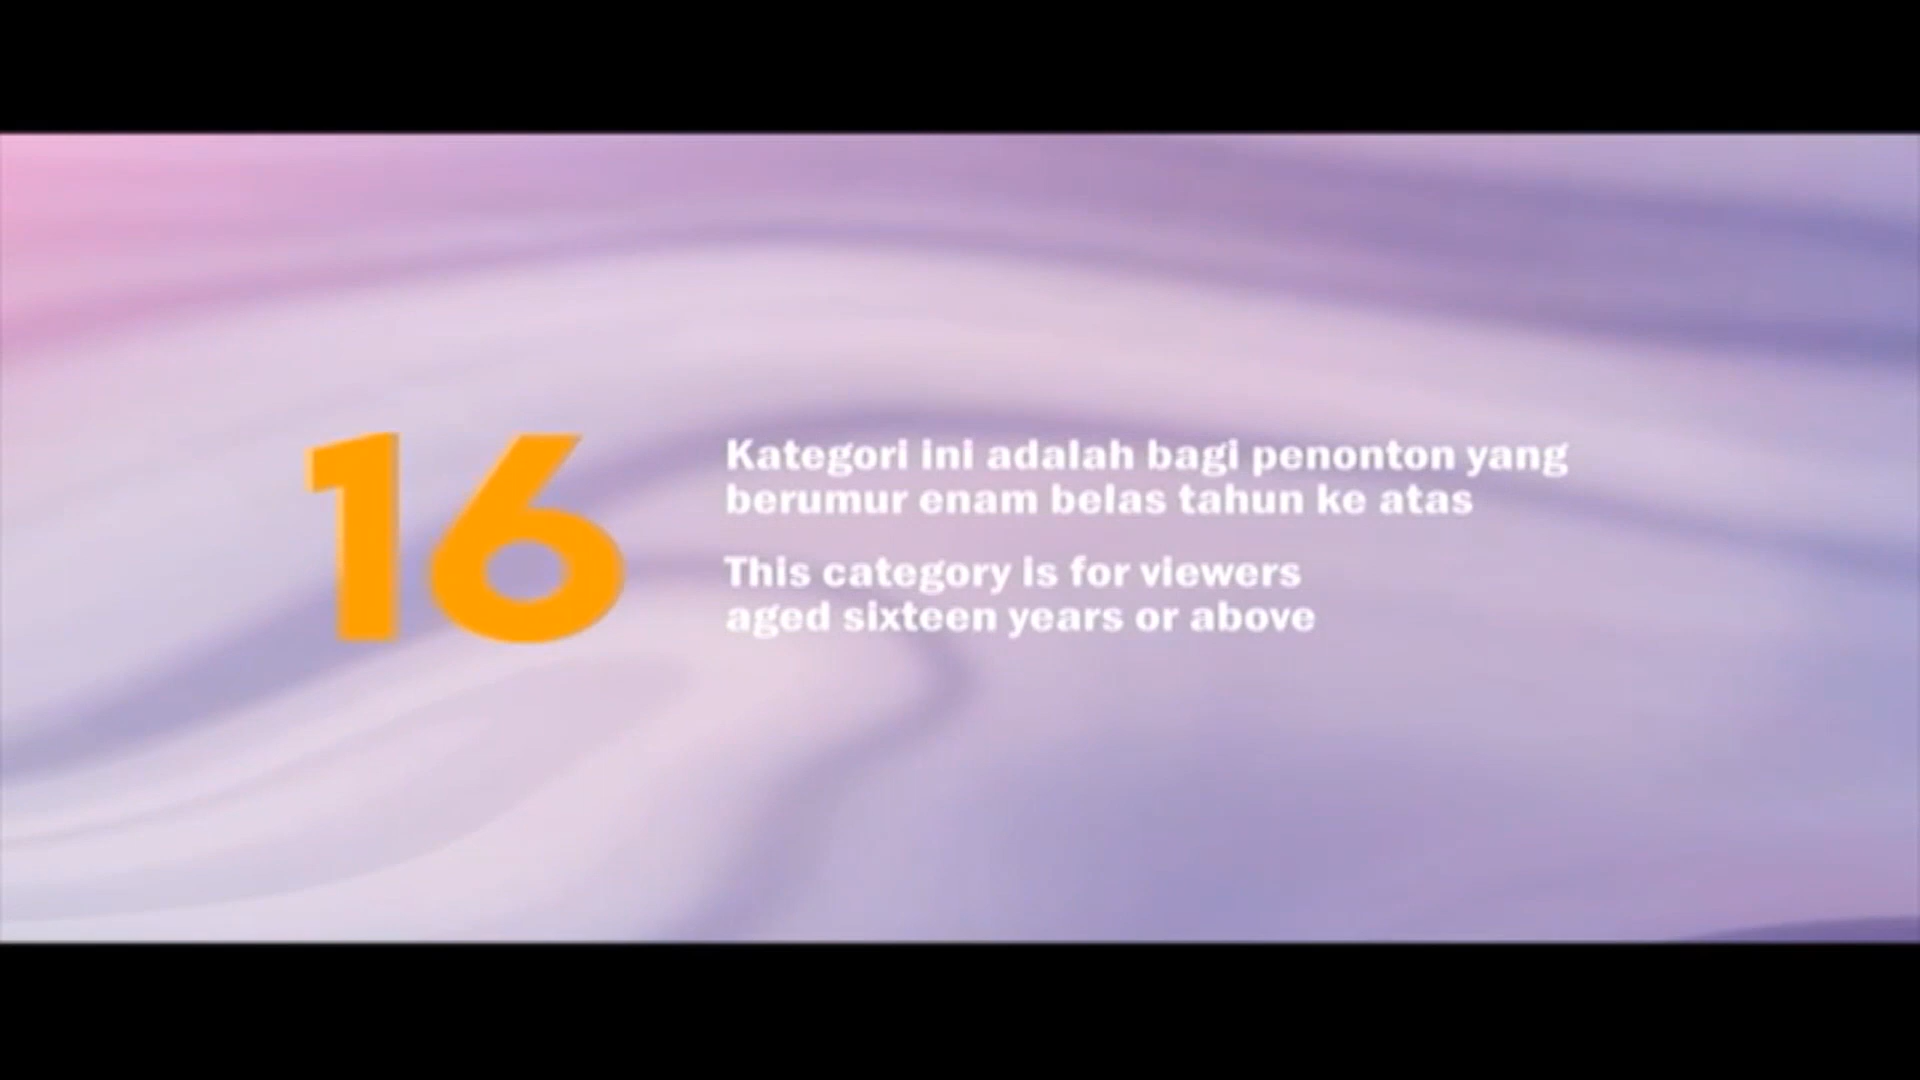 16
Kategori ini adalah bagi penonton yang
berumur enam belas tahun ke atas
This category is for viewers
aged sixteen years or above